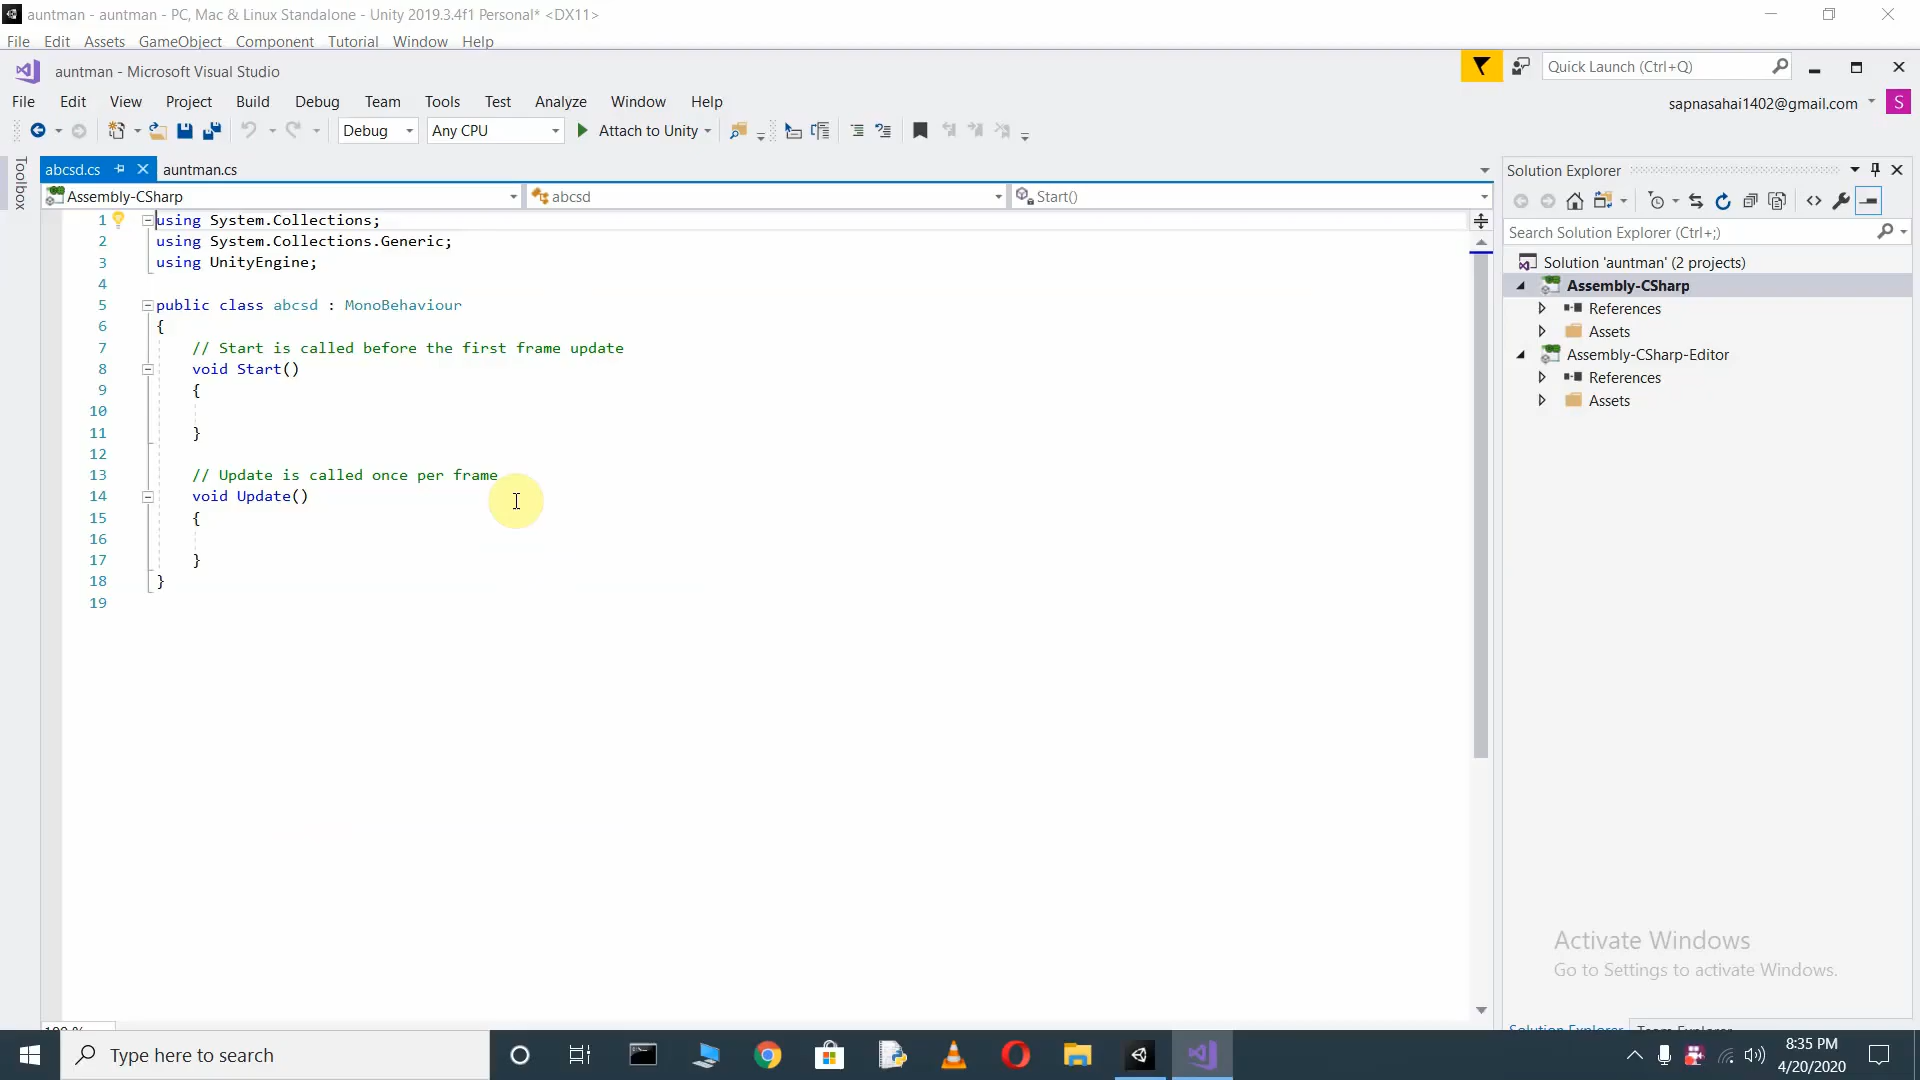 auntman - auntman - PC, Mac & Linux Standalone - Unity 2019.3.4f1 Personal* <DX11>
File Edit Assets GameObject Component Tutorial Window Help
auntman - Microsoft Visual Studio
Quick Launch (Ctrl+Q)
File Edit View Project Build Debug Team Tools Test Analyze Window Help
sapnasahai1402@gmail.com S
Debug Any CPU Attach to Unity
Toolbox
abcsd.cs auntman.cs
Assembly-CSharp abcsd Start()
1 using System.Collections;
2 using System.Collections.Generic;
3 using UnityEngine;
4
5 public class abcsd : MonoBehaviour
6 {
7 // Start is called before the first frame update
8 void Start()
9 {
10
11 }
12
13 // Update is called once per frame
14 void Update()
15 {
16
17 }
18 }
19
Solution Explorer
Search Solution Explorer (Ctrl+;)
Solution 'auntman' (2 projects)
Assembly-CSharp
References
Assets
Assembly-CSharp-Editor
References
Assets
Activate Windows
Go to Settings to activate Windows.
100 %
Solution Explorer Team Explorer
Type here to search
8:35 PM
4/20/2020